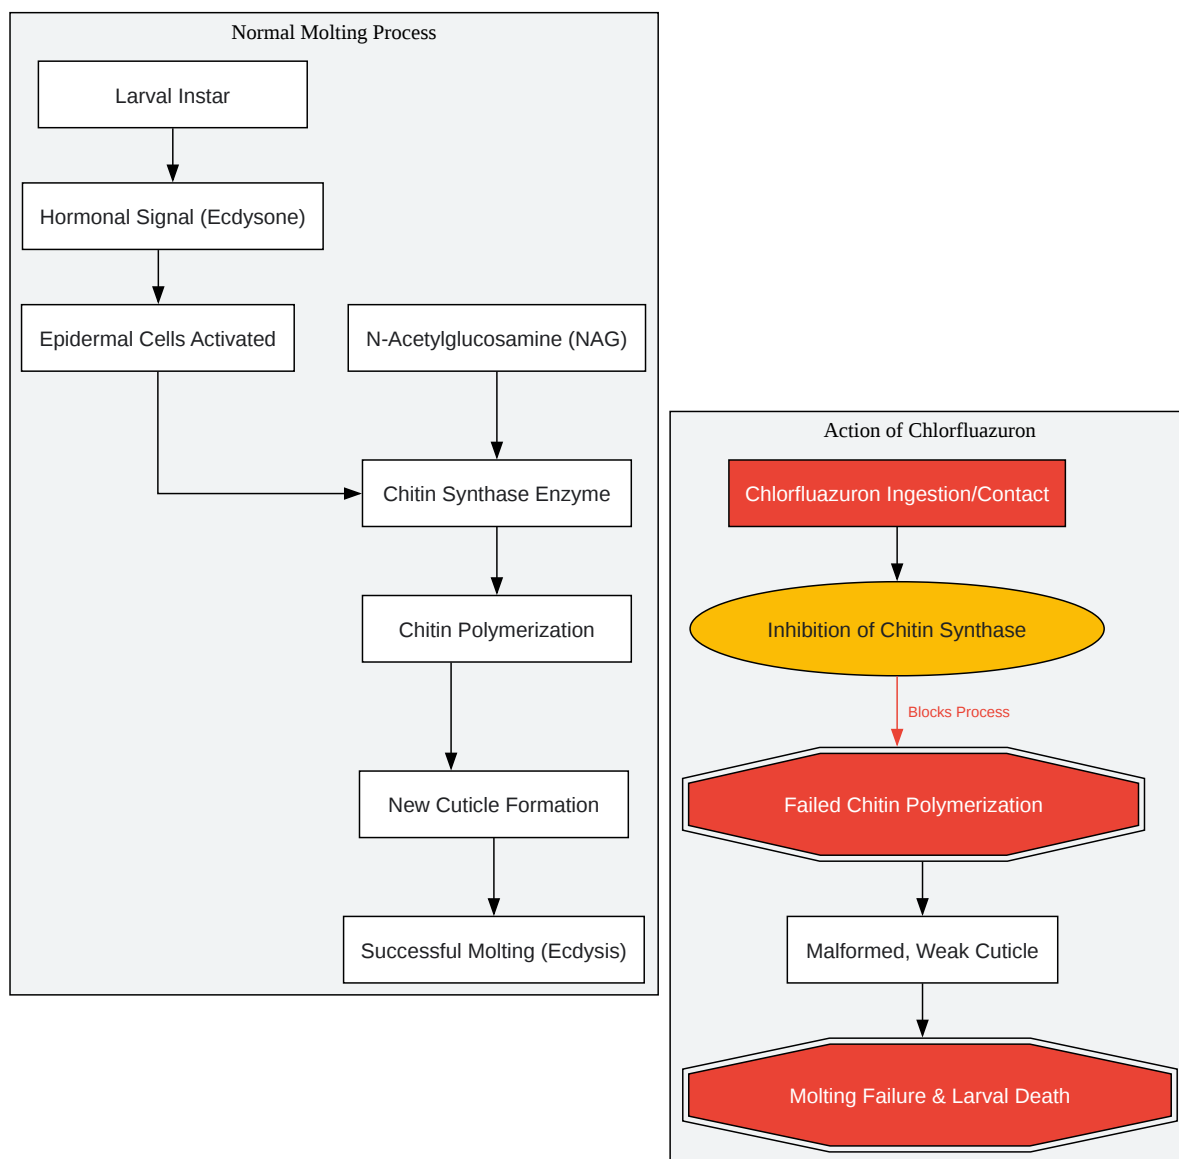 Normal Molting Process
Larval Instar
Hormonal Signal (Ecdysone)
Epidermal Cells Activated
N-Acetylglucosamine (NAG)
Chitin Synthase Enzyme
Chitin Polymerization
New Cuticle Formation
Successful Molting (Ecdysis)
Action of Chlorfluazuron
Chlorfluazuron Ingestion/Contact
Inhibition of Chitin Synthase
Blocks Process
Failed Chitin Polymerization
Malformed, Weak Cuticle
Molting Failure & Larval Death